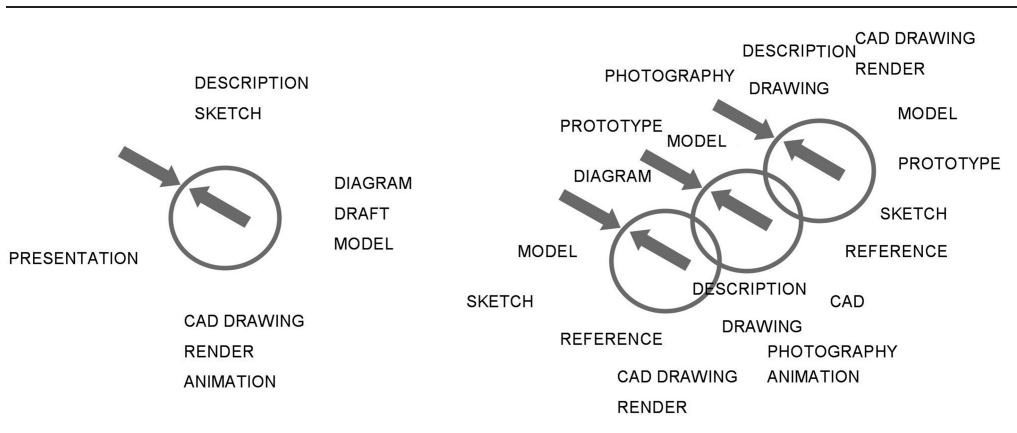 DESCRIPTION
SKETCH
DIAGRAM
DRAFT
MODEL
PRESENTATION
CAD DRAWING
RENDER
ANIMATION
CAD DRAWING
DESCRIPTION
RENDER
PHOTOGRAPHY
DRAWING
MODEL
PROTOTYPE
MODEL
PROTOTYPE
DIAGRAM
SKETCH
MODEL
REFERENCE
DESCRIPTION
SKETCH
CAD
DRAWING
REFERENCE
PHOTOGRAPHY
CAD DRAWING
ANIMATION
RENDER